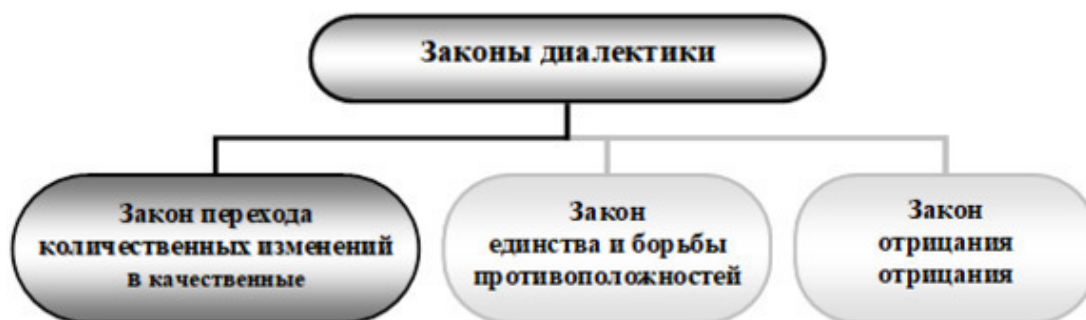 Законы диалектики
Закон перехода
количественных изменений
в качественные
Закон
единства и борьбы
противоположностей
Закон
отрицания
отрицания